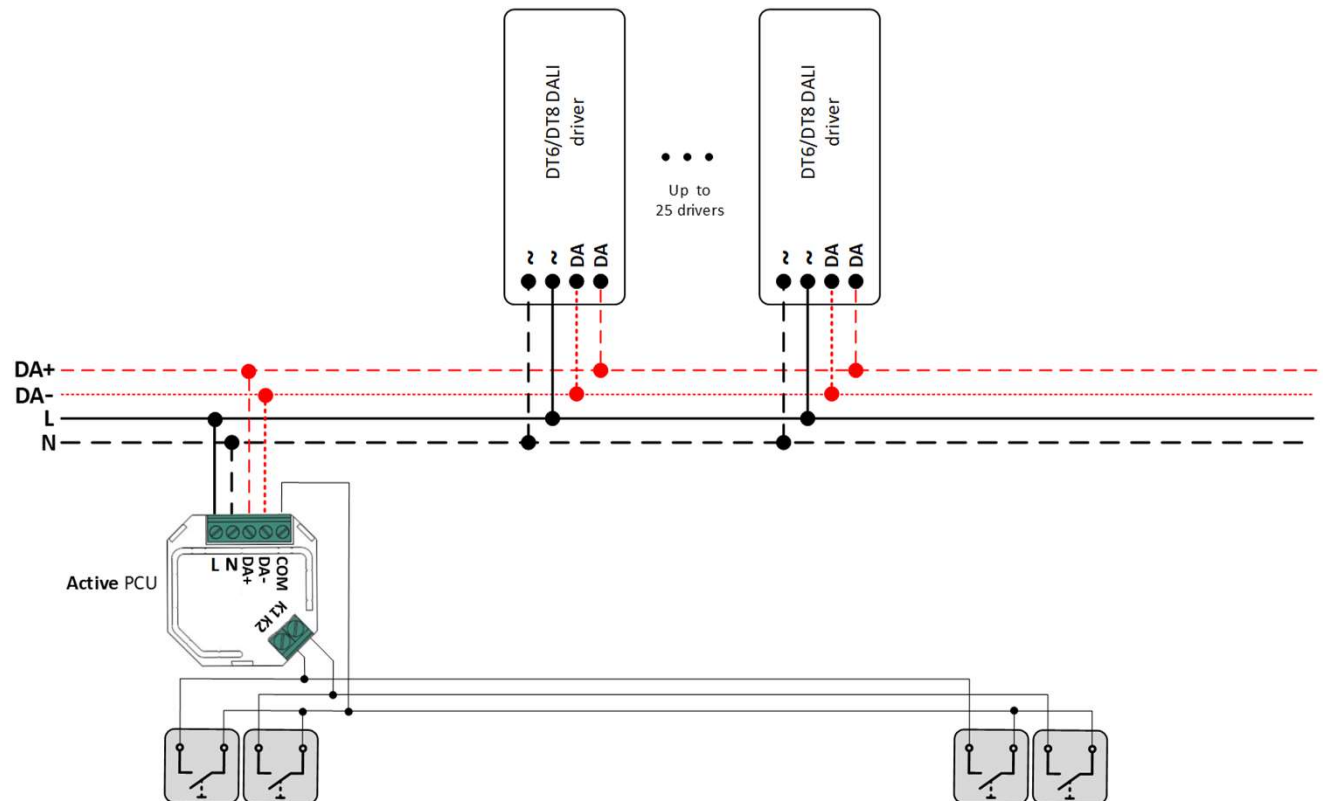 DT6/DT8 DALI
driver
DT6/DT8 DALI
driver
Up to
25 drivers
~ ~ DA DA
~ ~ DA DA
DA+
DA-
L
N
L N DA+ DA- COM
Active PCU
K1 K2